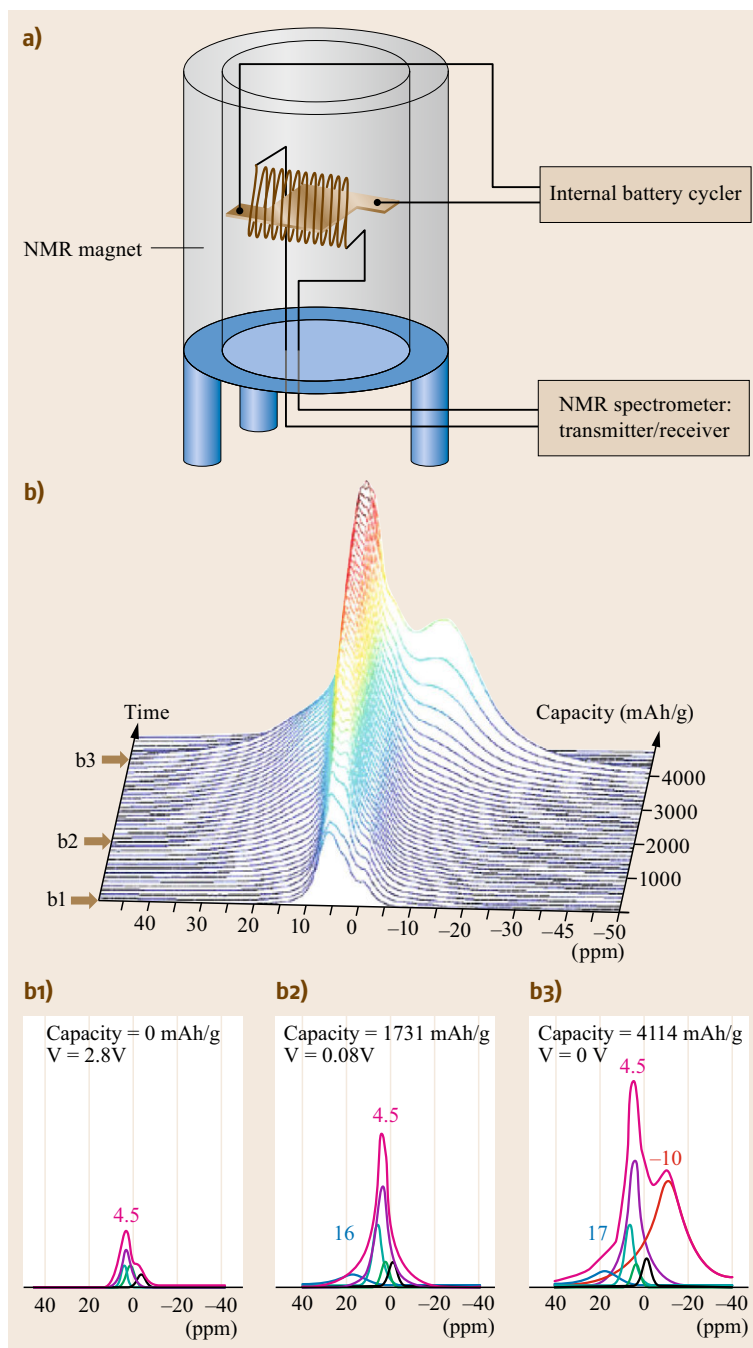 a)
Internal battery cycler
NMR magnet
NMR spectrometer:
transmitter/receiver
b)
Time
Capacity (mAh/g)
b3
4000
3000
b2
2000
1000
b1
40 30 20 10 0 –10 –20 –30 –40 –45 –50
(ppm)
b1)
Capacity = 0 mAh/g
V = 2.8V
4.5
40 20 0 –20 –40
(ppm)
b2)
Capacity = 1731 mAh/g
V = 0.08V
4.5
16
40 20 0 –20 –40
(ppm)
b3)
Capacity = 4114 mAh/g
V = 0 V
4.5
–10
17
40 20 0 –20 –40
(ppm)